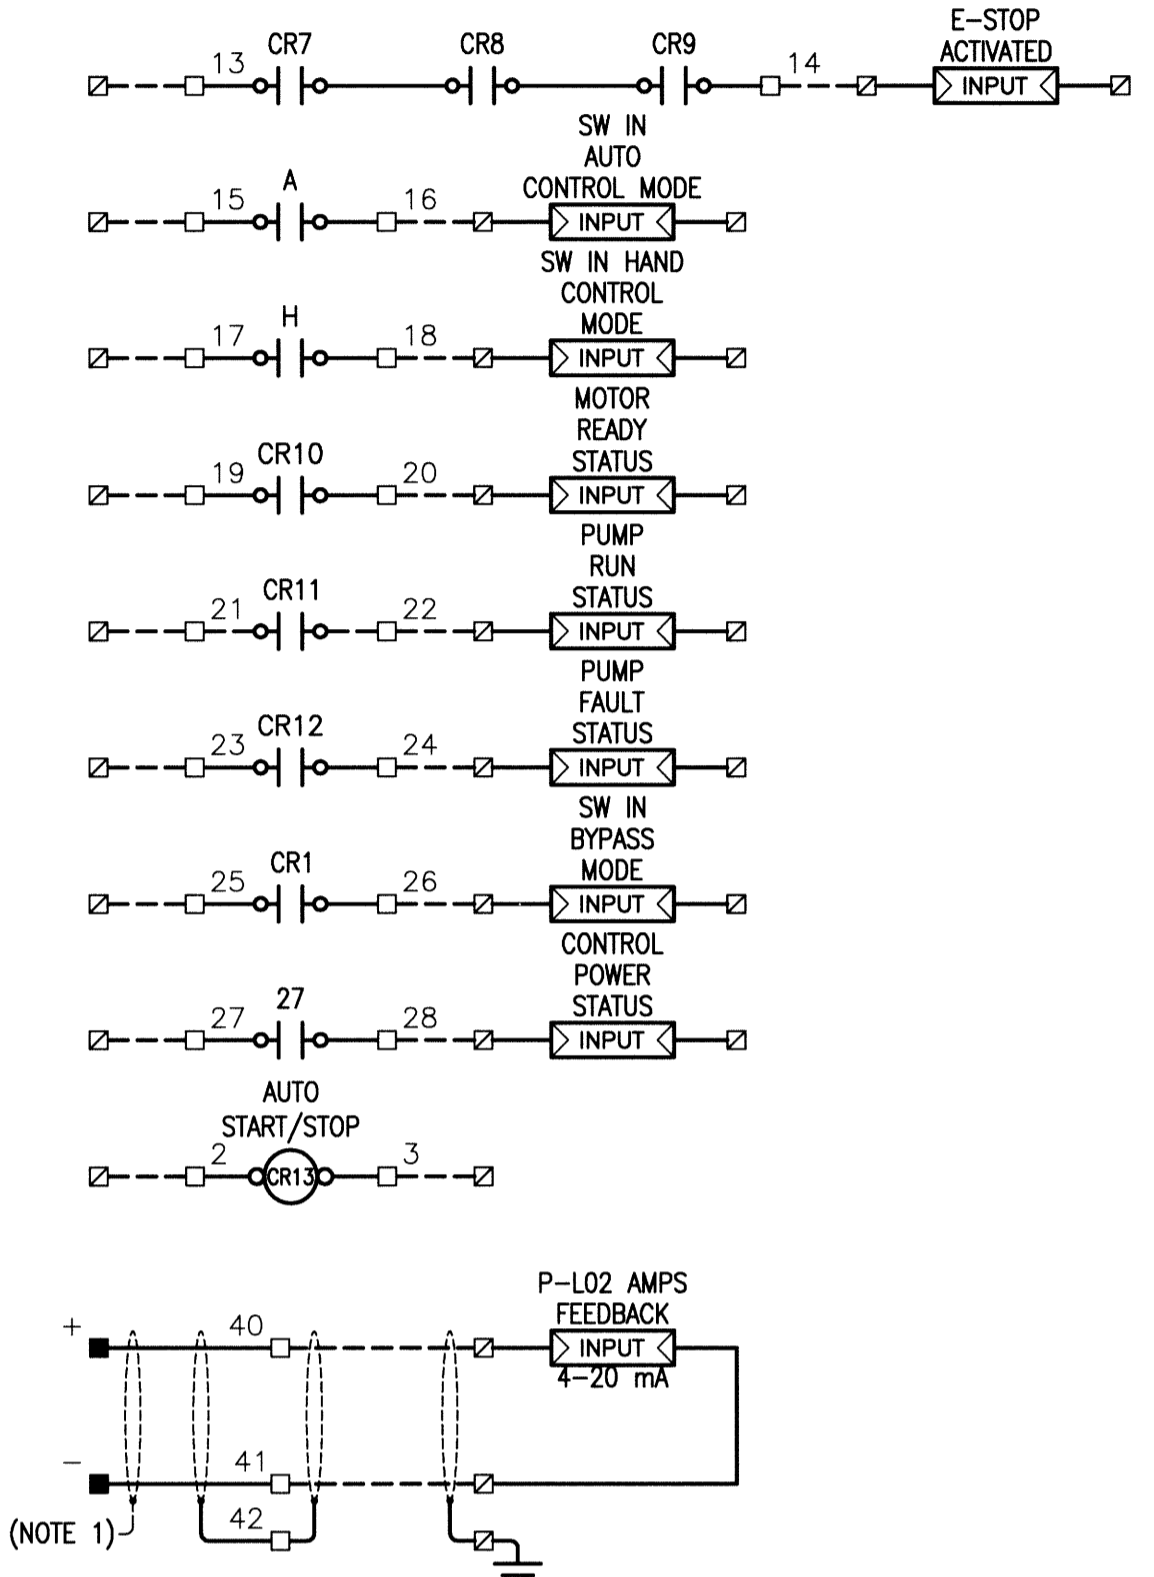 E-STOP
ACTIVATED
CR7 CR8 CR9
13 14 INPUT
SW IN
AUTO
CONTROL MODE
A
15 16 INPUT
SW IN HAND
CONTROL
MODE
H
17 18 INPUT
MOTOR
READY
STATUS
CR10
19 20 INPUT
PUMP
RUN
STATUS
CR11
21 22 INPUT
PUMP
FAULT
STATUS
CR12
23 24 INPUT
SW IN
BYPASS
MODE
CR1
25 26 INPUT
CONTROL
POWER
STATUS
27
27 28 INPUT
AUTO
START/STOP
2 CR13 3
P-L02 AMPS
FEEDBACK
+ 40 INPUT
4-20 mA
- 41
(NOTE 1) 42